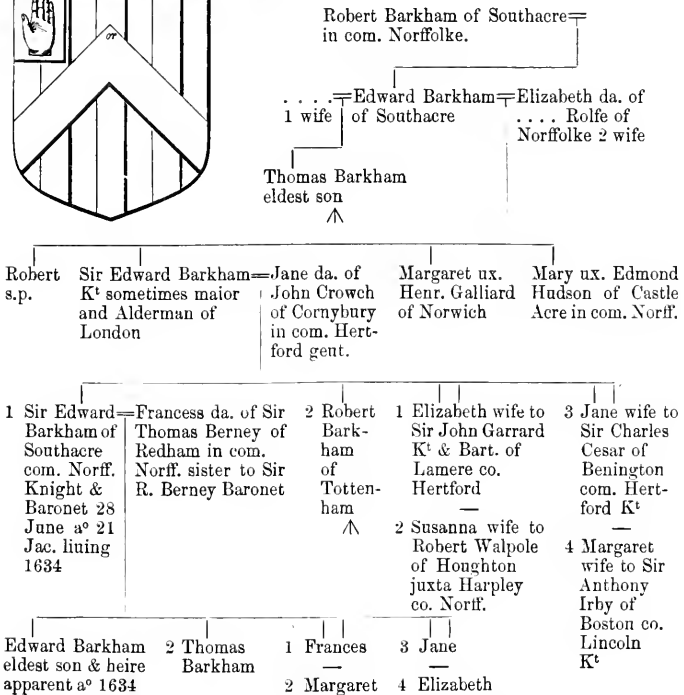 or
Robert Barkham of Southacre
in com. Norffolke.
. . . .
1 wife
Edward Barkham
of Southacre
Elizabeth da. of
. . . . Rolfe of
Norffolke 2 wife
Thomas Barkham
eldest son
Robert
s.p.
Sir Edward Barkham
Kt sometimes maior
and Alderman of
London
Jane da. of
John Crowch
of Cornybury
in com. Hert-
ford gent.
Margaret ux.
Henr. Galliard
of Norwich
Mary ux. Edmond
Hudson of Castle
Acre in com. Norff.
1 Sir Edward
Barkham of
Southacre
com. Norff.
Knight &
Baronet 28
June ao 21
Jac. liuing
1634
Francess da. of Sir
Thomas Berney of
Redham in com.
Norff. sister to Sir
R. Berney Baronet
2 Robert
Bark-
ham
of
Totten-
ham
1 Elizabeth wife to
Sir John Garrard
Kt & Bart. of
Lamere co.
Hertford
—
2 Susanna wife to
Robert Walpole
of Houghton
juxta Harpley
co. Norff.
3 Jane wife to
Sir Charles
Cesar of
Benington
com. Hert-
ford Kt
—
4 Margaret
wife to Sir
Anthony
Irby of
Boston co.
Lincoln
Kt
Edward Barkham
eldest son & heire
apparent ao 1634
2 Thomas
Barkham
1 Frances
—
2 Margaret
3 Jane
—
4 Elizabeth